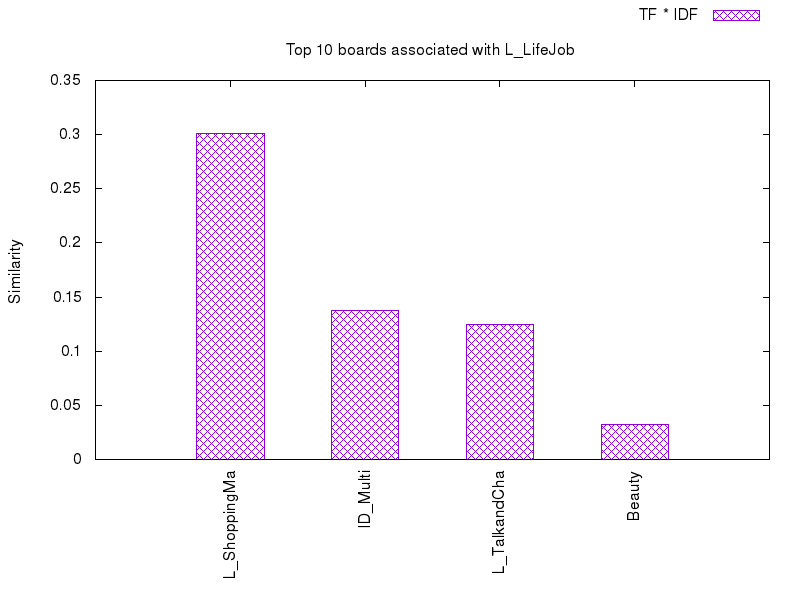 TF * IDF
Top 10 boards associated with L_LifeJob
0.35
0.3
0.25
0.2
0.15
0.1
0.05
0
Similarity
L_ShoppingMa
ID_Multi
L_TalkandCha
Beauty